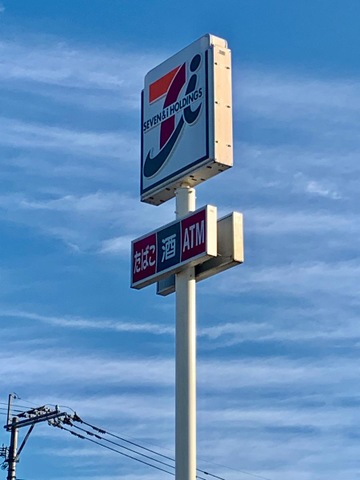 SEVEN&i HOLDINGS
たばこ 酒 ATM